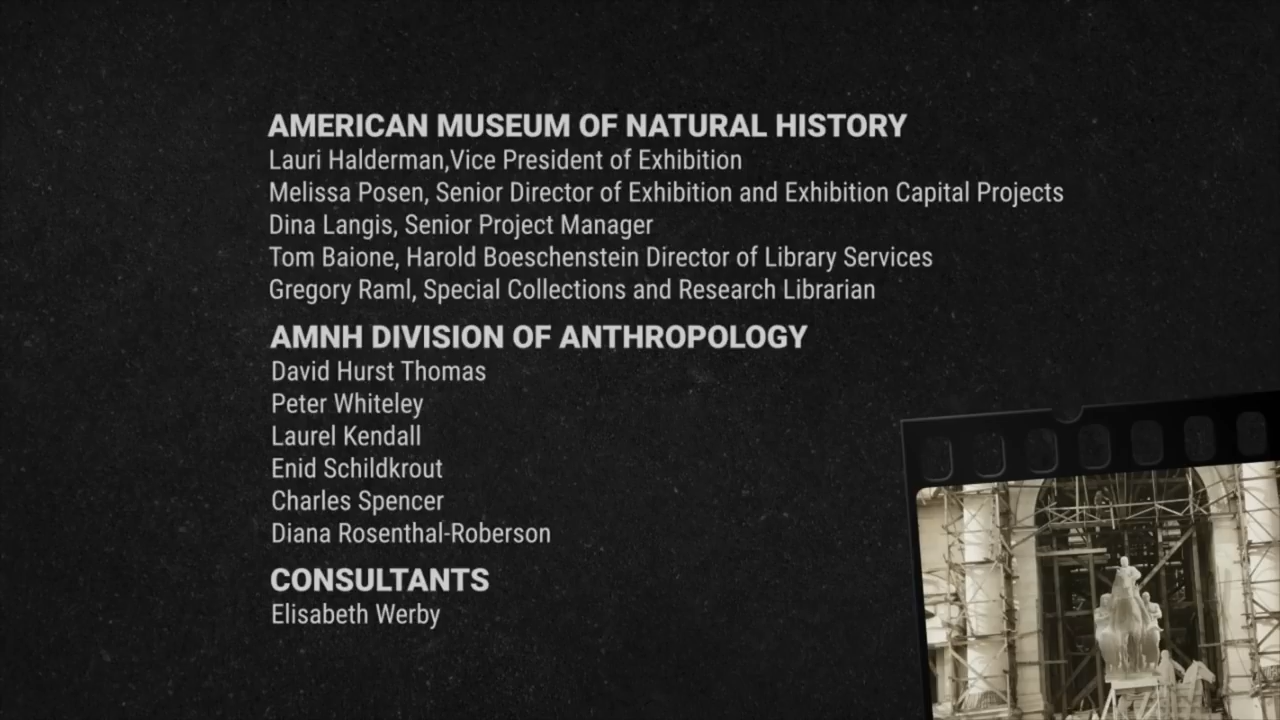 AMERICAN MUSEUM OF NATURAL HISTORY
Lauri Halderman,Vice President of Exhibition
Melissa Posen, Senior Director of Exhibition and Exhibition Capital Projects
Dina Langis, Senior Project Manager
Tom Baione, Harold Boeschenstein Director of Library Services
Gregory Raml, Special Collections and Research Librarian
AMNH DIVISION OF ANTHROPOLOGY
David Hurst Thomas
Peter Whiteley
Laurel Kendall
Enid Schildkrout
Charles Spencer
Diana Rosenthal-Roberson
CONSULTANTS
Elisabeth Werby